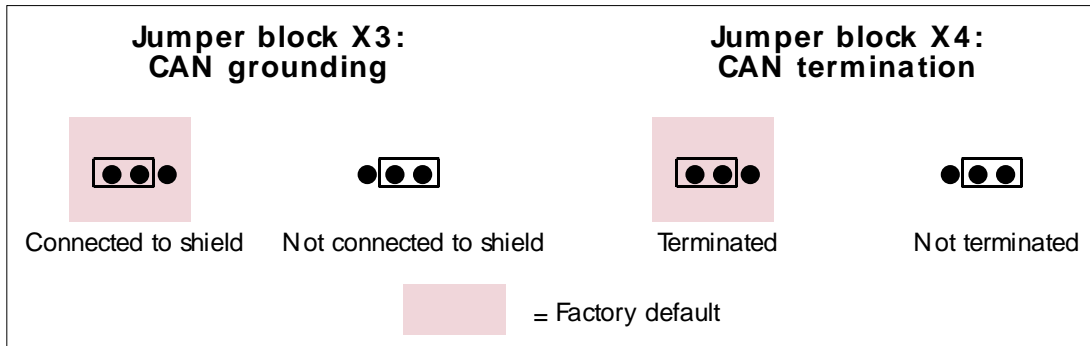 Jumper block X3:
CAN grounding
Jumper block X4:
CAN termination
Connected to shield
Not connected to shield
Terminated
Not terminated
= Factory default